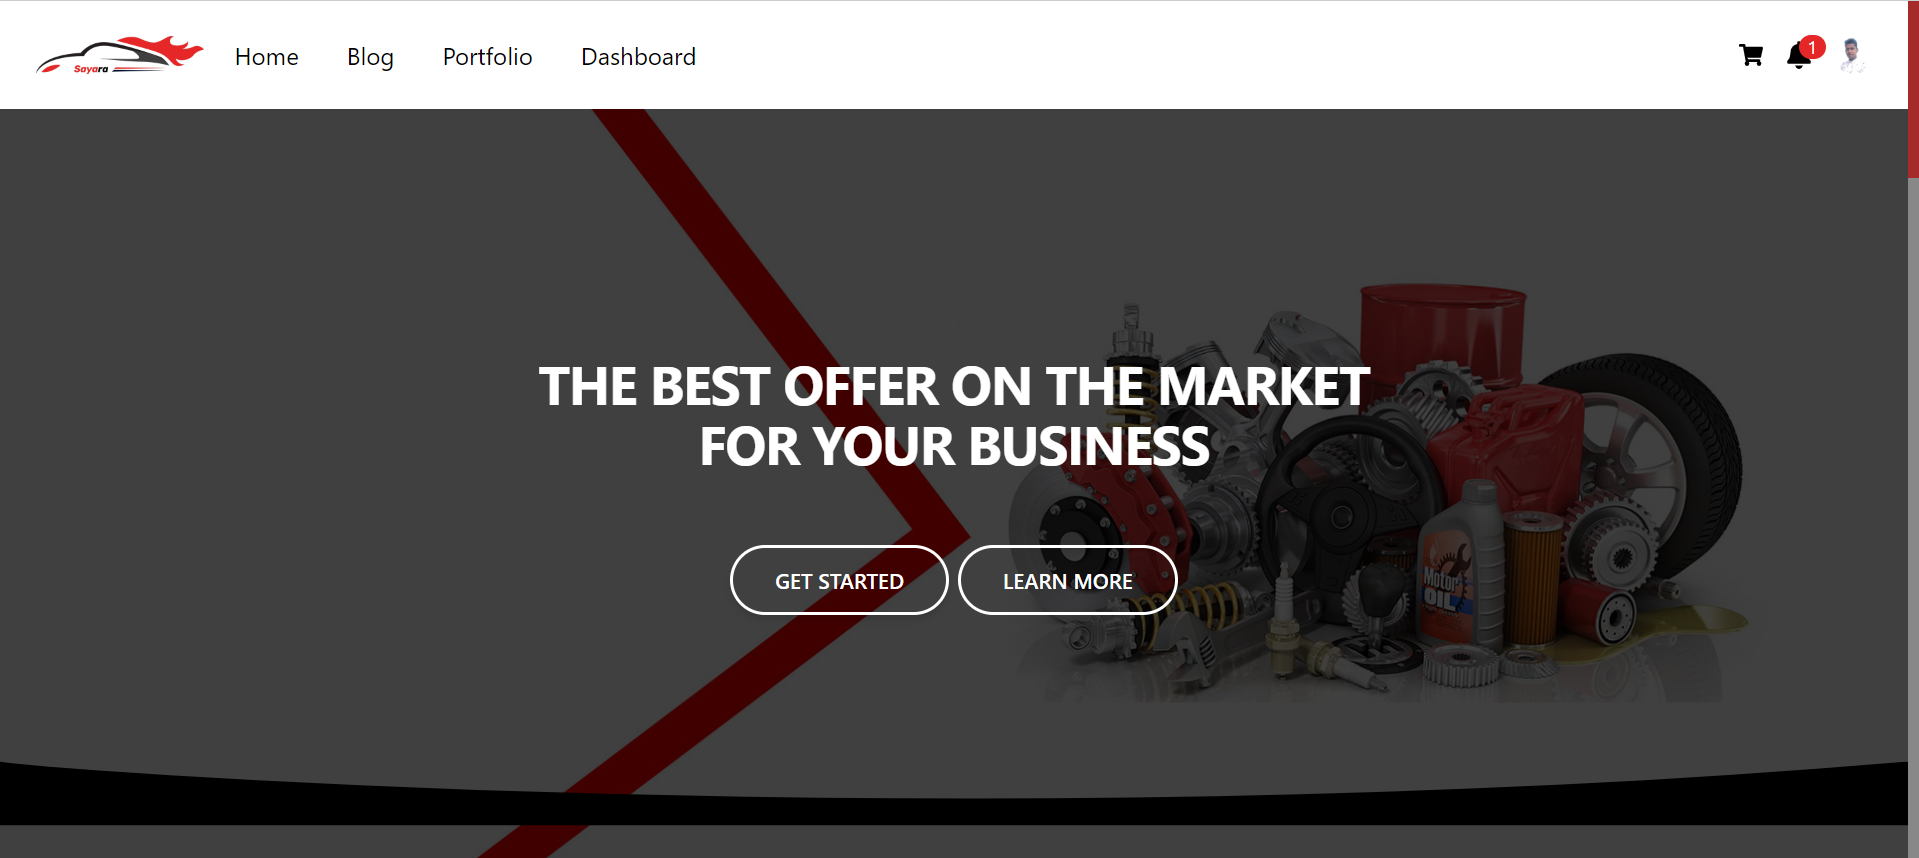 Sayara
Home
Blog
Portfolio
Dashboard
1
THE BEST OFFER ON THE MARKET
FOR YOUR BUSINESS
GET STARTED
LEARN MORE
Motor
OIL